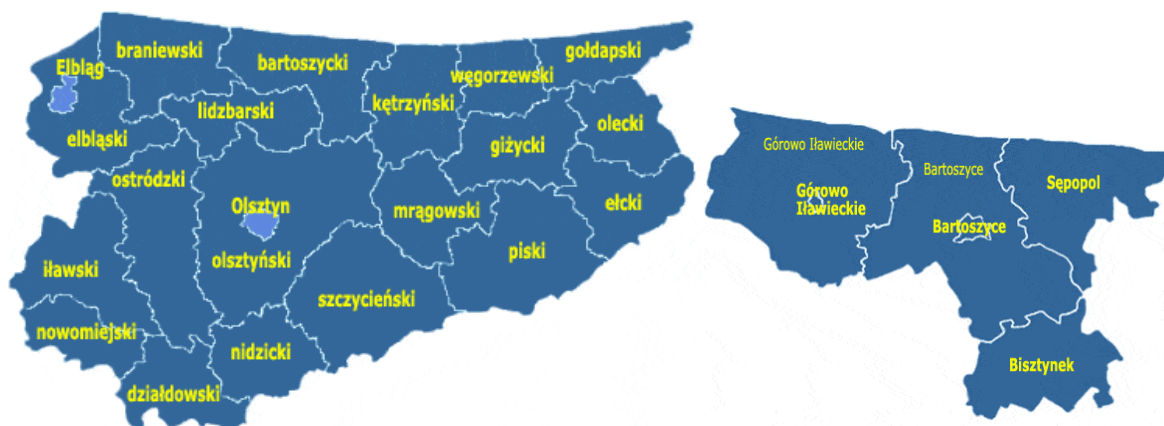 braniewski
gołdapski
bartoszycki
Elbląg
węgorzewski
kętrzyński
lidzbarski
olecki
elbląski
giżycki
ostródzki
Olsztyn
mrągowski
ełcki
piski
olsztyński
iławski
szczycieński
nowomiejski
nidzicki
działdowski
Górowo Iławieckie
Bartoszyce
Sępopol
Górowo
Iławieckie
Bartoszyce
Bisztynek